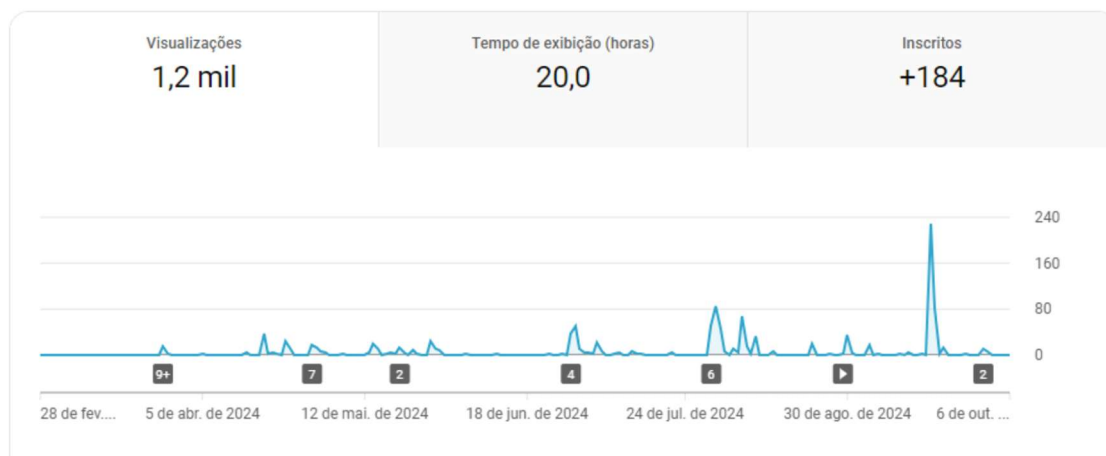 Visualizações
1,2 mil
Tempo de exibição (horas)
20,0
Inscritos
+184
240
160
80
0
9+ 7 2 4 6 2
28 de fev.... 5 de abr. de 2024 12 de mai. de 2024 18 de jun. de 2024 24 de jul. de 2024 30 de ago. de 2024 6 de out. ...